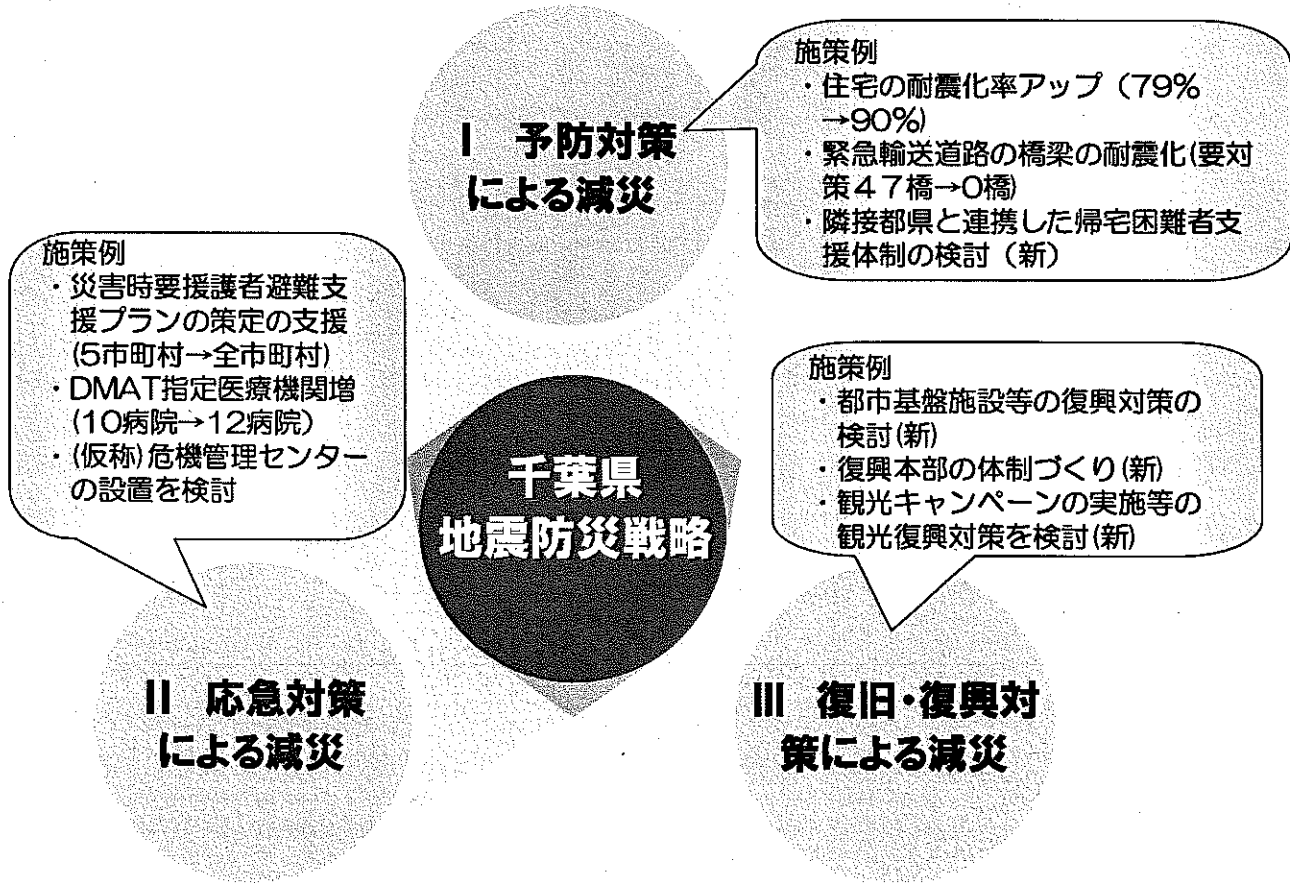 施策例
・住宅の耐震化率アップ（79%
→90%)
・緊急輸送道路の橋梁の耐震化(要対
策４７橋→０橋)
・隣接都県と連携した帰宅困難者支
援体制の検討（新）
Ⅰ　予防対策
による減災
施策例
・災害時要援護者避難支
援プランの策定の支援
(5市町村→全市町村)
・DMAT指定医療機関増
(10病院→12病院）
・(仮称)危機管理センター
の設置を検討
施策例
・都市基盤施設等の復興対策の
検討(新)
・復興本部の体制づくり(新)
・観光キャンペーンの実施等の
観光復興対策を検討(新)
千葉県
地震防災戦略
Ⅱ　応急対策
による減災
Ⅲ　復旧・復興対
策による減災